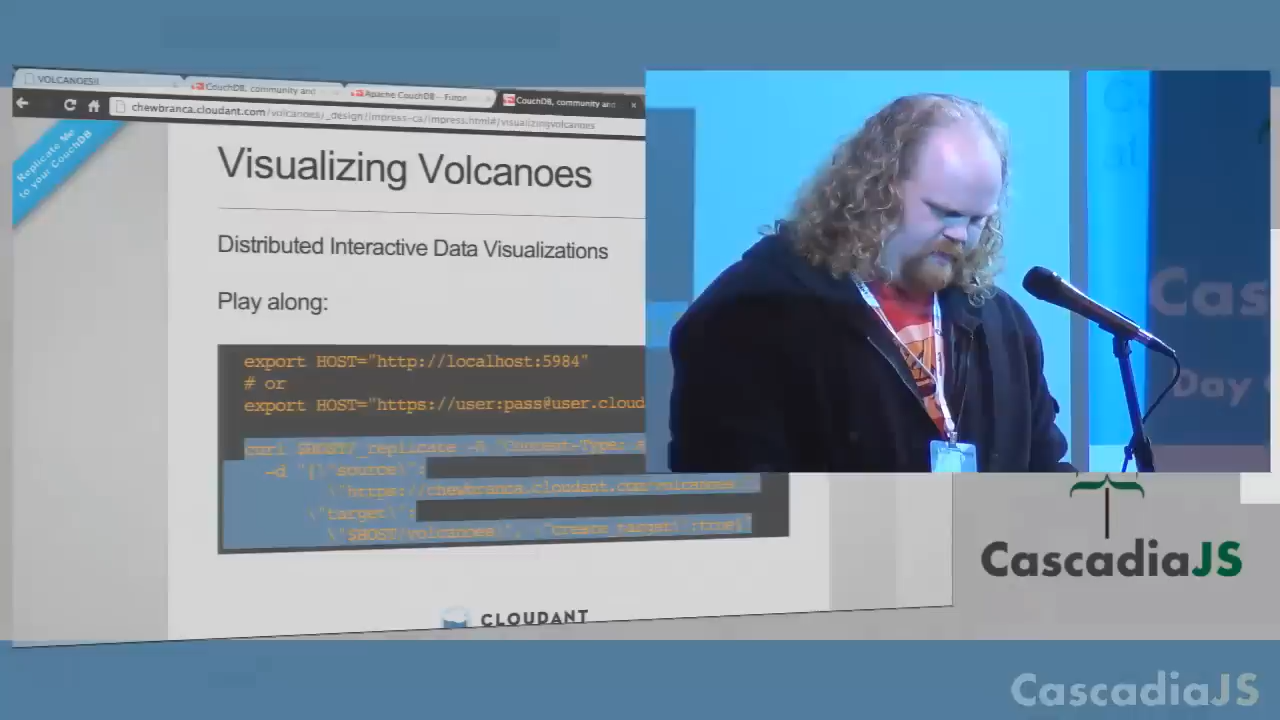 VOLCANOES!!
CouchDB, community and
Apache CouchDB - Futon
CouchDB, community and
chewbranca.cloudant.com/volcanoes/_design/impress-ca/impress.html#/visualizingvolcanoes
Replicate Me
to your CouchDB
Visualizing Volcanoes
Distributed Interactive Data Visualizations
Play along:
export HOST="http://localhost:5984"
# or
export HOST="https://user:pass@user.cloud
curl $HOST/_replicate -H "Content-Type:
-d "{\"source\":
\"https://chewbranca.cloudant.com/volcanoes
\"target\":
\"$HOST/volcanoes\", \"create_target\":true}"
CLOUDANT
Cas
Day
CascadiaJS
CascadiaJS